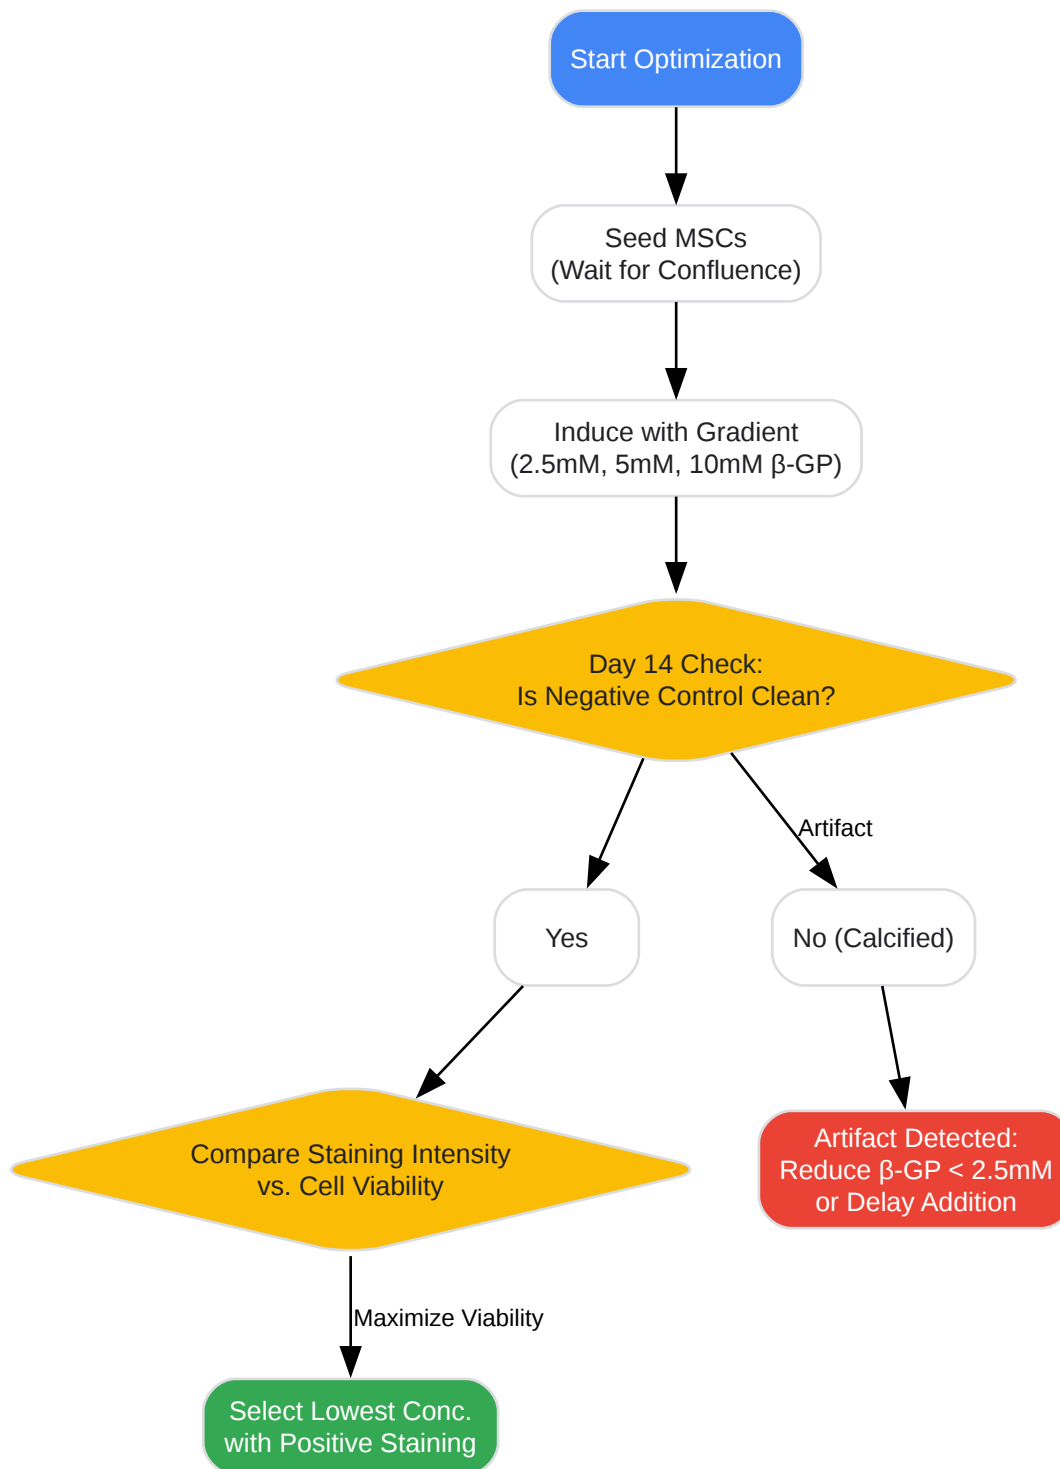 Start Optimization
Seed MSCs
(Wait for Confluence)
Induce with Gradient
(2.5mM, 5mM, 10mM β-GP)
Day 14 Check:
Is Negative Control Clean?
Artifact
Yes
No (Calcified)
Compare Staining Intensity
vs. Cell Viability
Artifact Detected:
Reduce β-GP < 2.5mM
or Delay Addition
Maximize Viability
Select Lowest Conc.
with Positive Staining